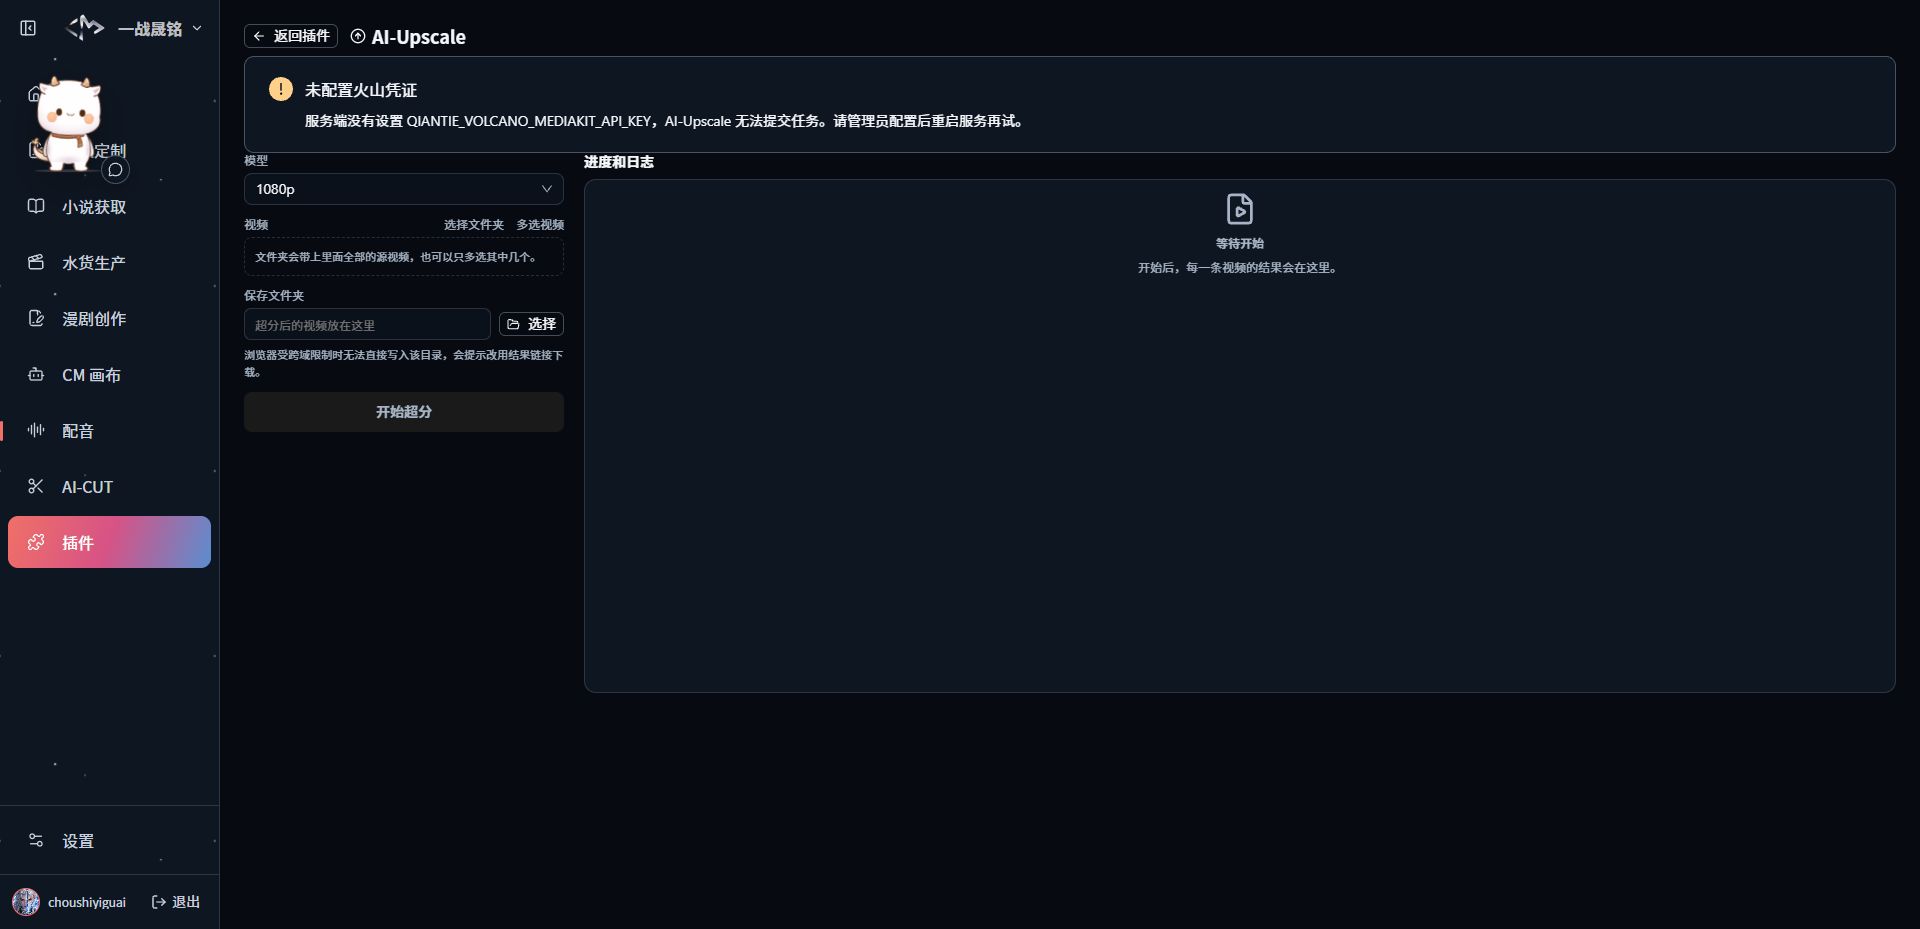 一战晟铭
定制
小说获取
水货生产
漫剧创作
CM 画布
配音
AI-CUT
插件
设置
choushiyiguai
退出
返回插件
AI-Upscale
未配置火山凭证
服务端没有设置 QIANTIE_VOLCANO_MEDIAKIT_API_KEY，AI-Upscale 无法提交任务。请管理员配置后重启服务再试。
模型
1080p
视频 选择文件夹 多选视频
文件夹会带上里面全部的源视频，也可以只多选其中几个。
保存文件夹
超分后的视频放在这里
选择
浏览器受跨域限制时无法直接写入该目录，会提示改用结果链接下
载。
开始超分
进度和日志
等待开始
开始后，每一条视频的结果会在这里。